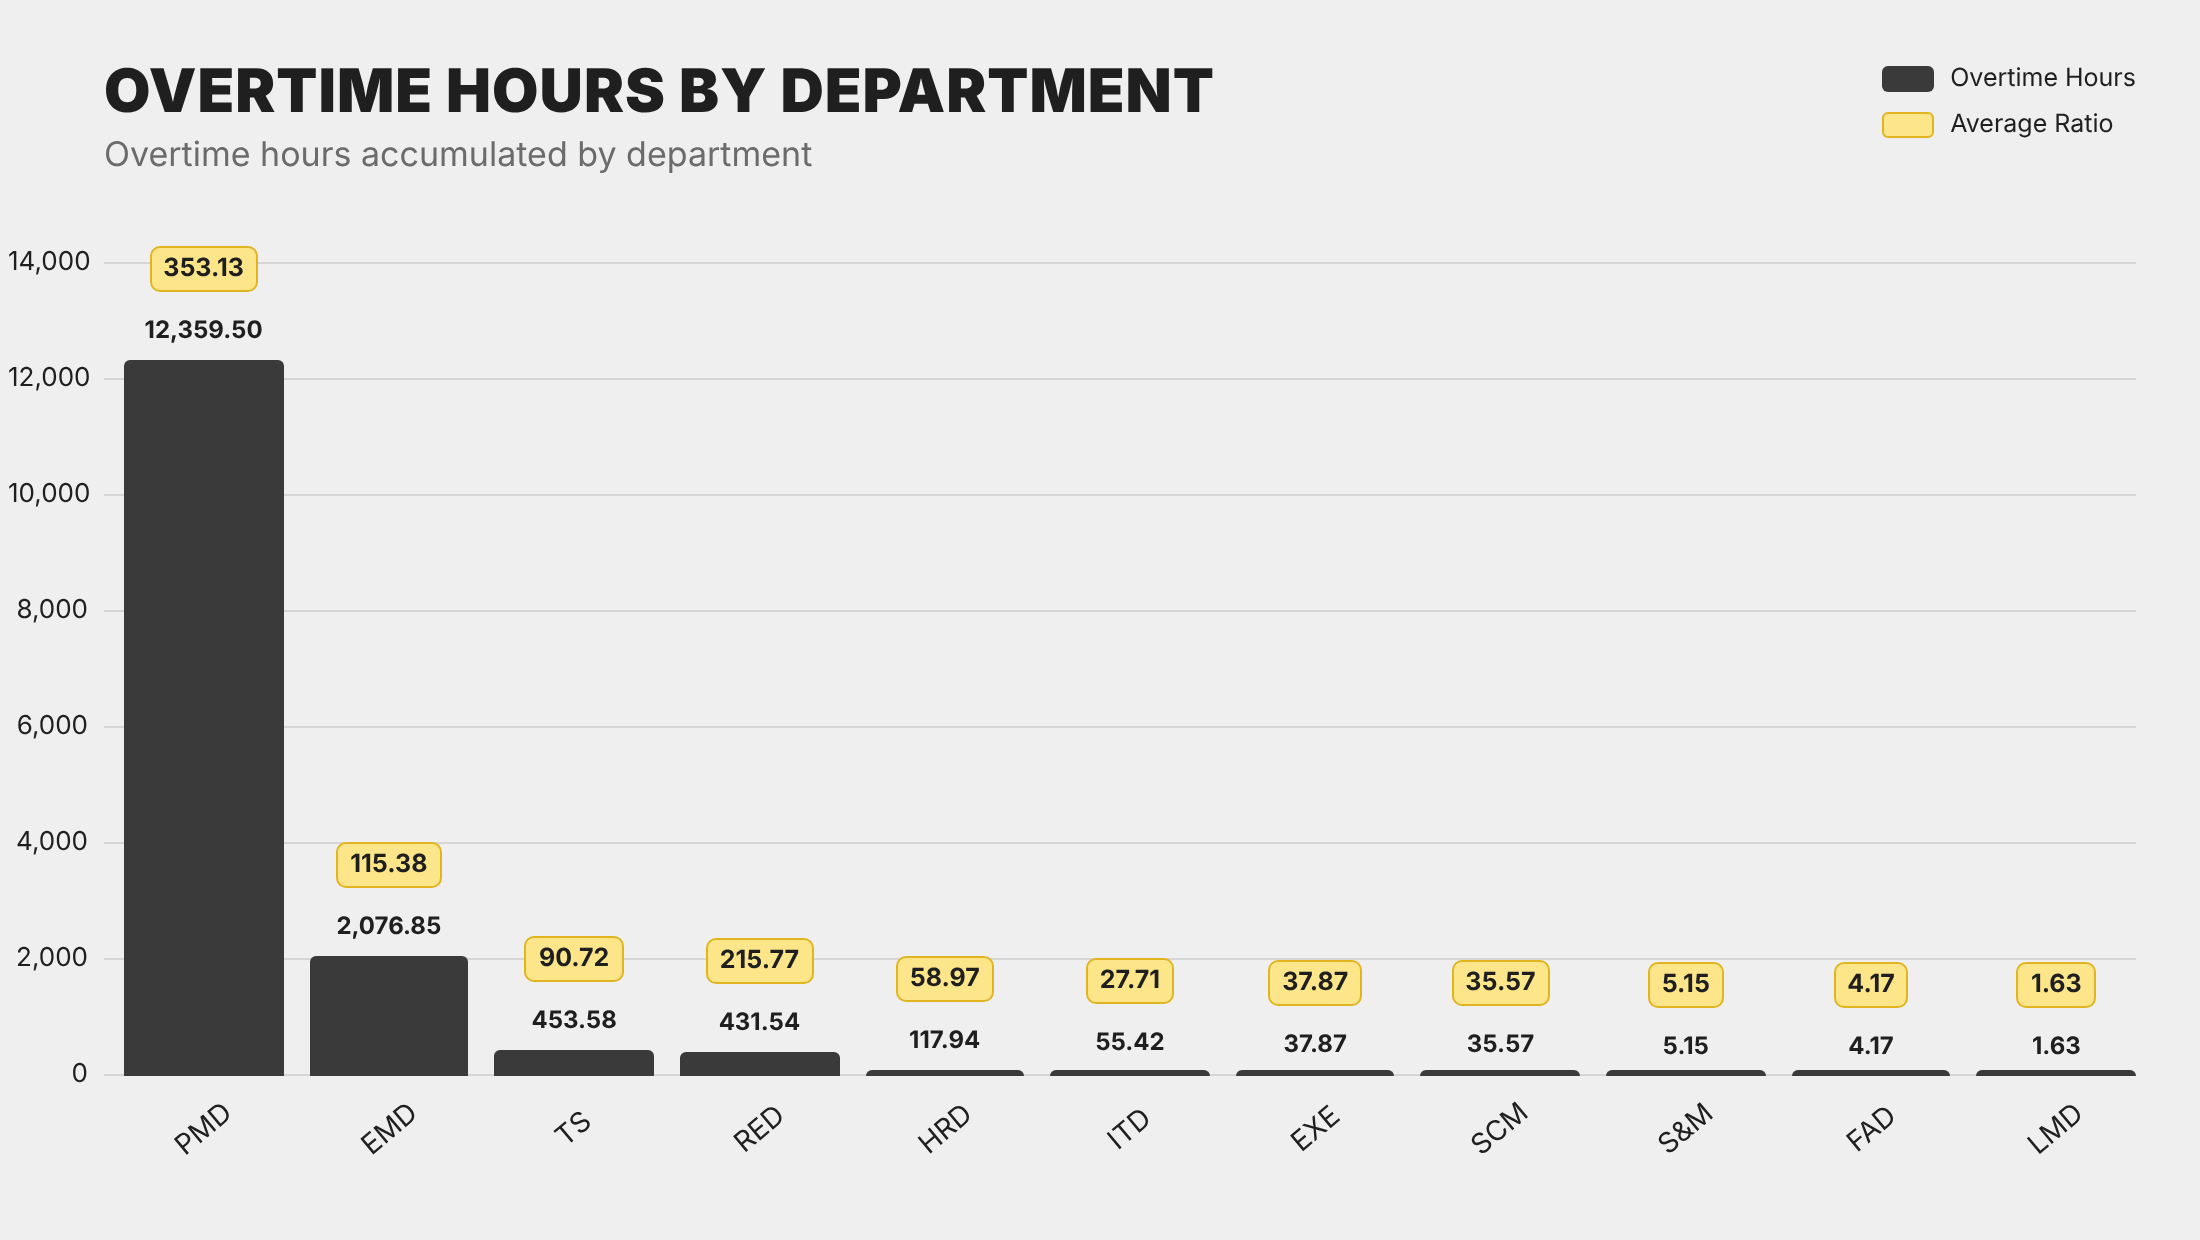 OVERTIME HOURS BY DEPARTMENT
Overtime hours accumulated by department
Overtime Hours
Average Ratio
14,000
12,000
10,000
8,000
6,000
4,000
2,000
0
353.13
12,359.50
115.38
2,076.85
90.72
453.58
215.77
431.54
58.97
117.94
27.71
55.42
37.87
37.87
35.57
35.57
5.15
5.15
4.17
4.17
1.63
1.63
PMD
EMD
TS
RED
HRD
ITD
EXE
SCM
S&M
FAD
LMD